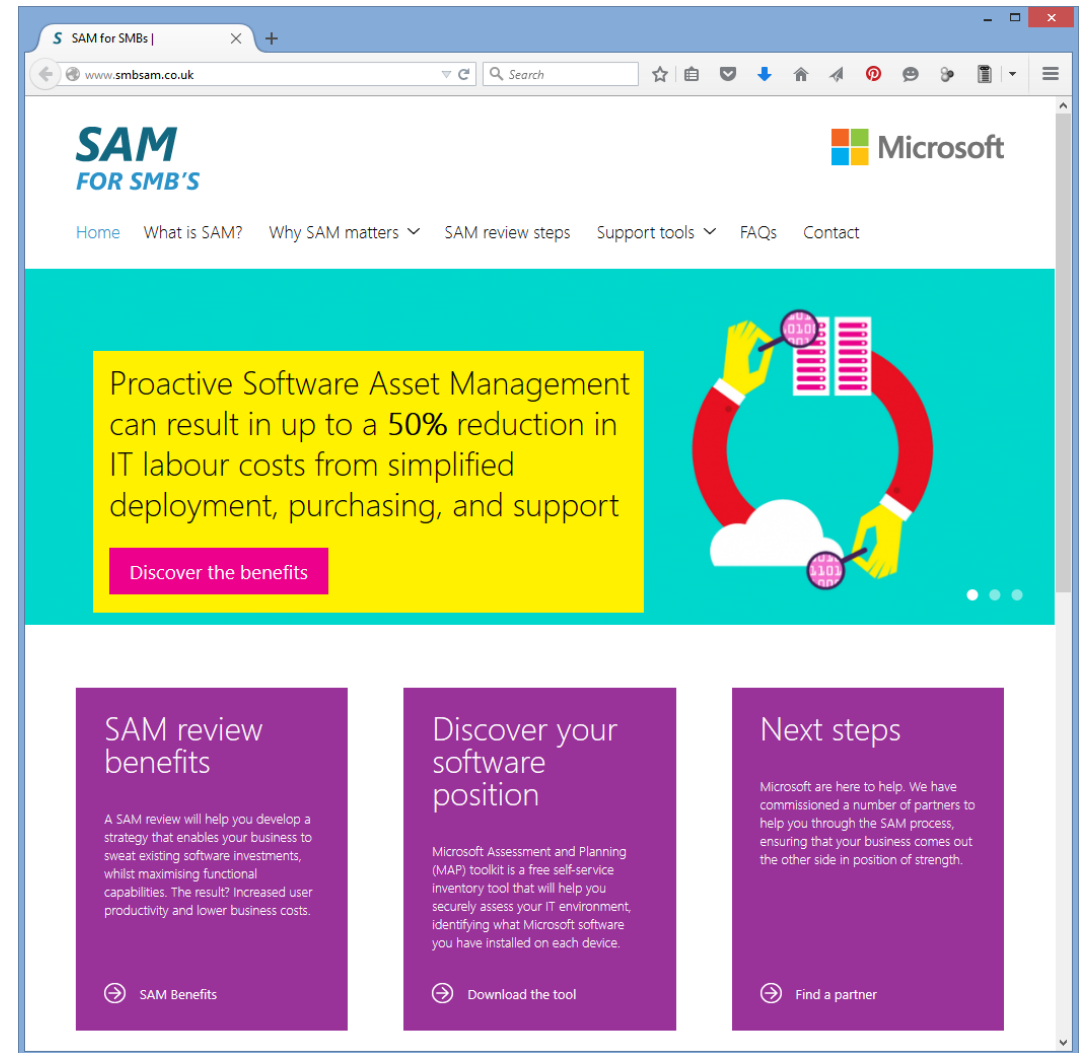 SAM for SMBs |
www.smbsam.co.uk
Search
SAM
FOR SMB'S
Microsoft
Home What is SAM? Why SAM matters SAM review steps Support tools FAQs Contact
Proactive Software Asset Management
can result in up to a 50% reduction in
IT labour costs from simplified
deployment, purchasing, and support
Discover the benefits
SAM review
benefits
A SAM review will help you develop a
strategy that enables your business to
sweat existing software investments,
whilst maximising functional
capabilities. The result? Increased user
productivity and lower business costs.
SAM Benefits
Discover your
software
position
Microsoft Assessment and Planning
(MAP) toolkit is a free self-service
inventory tool that will help you
securely assess your IT environment,
identifying what Microsoft software
you have installed on each device.
Download the tool
Next steps
Microsoft are here to help. We have
commissioned a number of partners to
help you through the SAM process,
ensuring that your business comes out
the other side in position of strength.
Find a partner